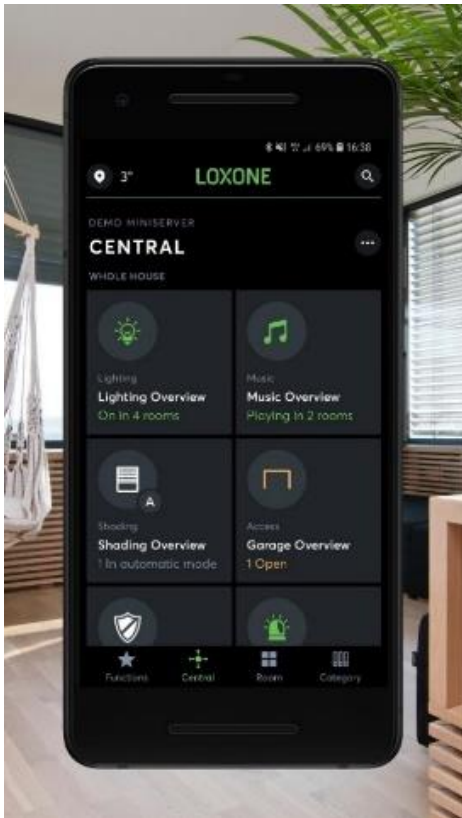 69% 16:38
3°
LOXONE
DEMO MINISERVER
CENTRAL
WHOLE HOUSE
Lighting
Lighting Overview
On in 4 rooms
Music
Music Overview
Playing in 2 rooms
Shading
A
Shading Overview
1 In automatic mode
Access
Garage Overview
1 Open
Functions Central Room Category